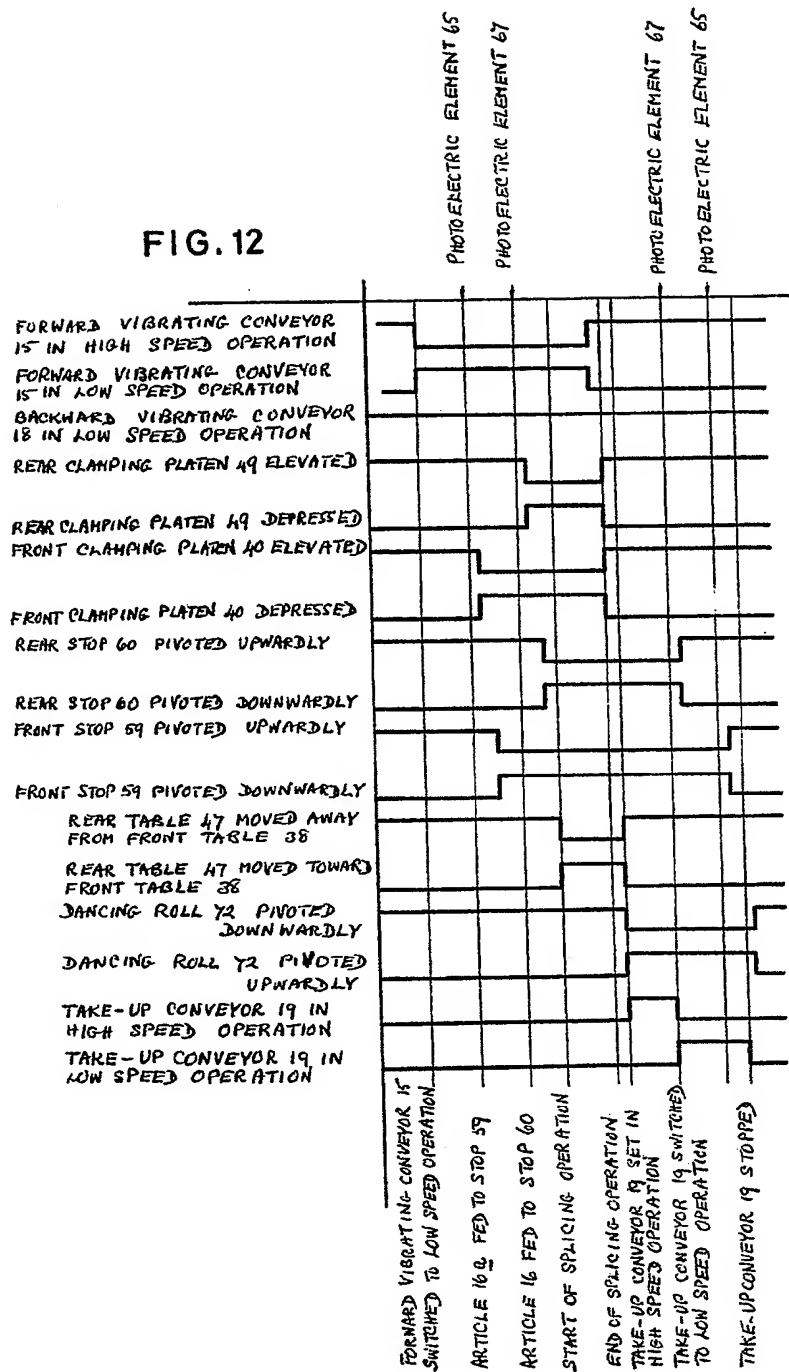 PHOTOELECTRIC ELEMENT 65
PHOTOELECTRIC ELEMENT 67
PHOTOELECTRIC ELEMENT 67
PHOTOELECTRIC ELEMENT 65
FIG. 12
FORWARD VIBRATING CONVEYOR
15 IN HIGH SPEED OPERATION
FORWARD VIBRATING CONVEYOR
15 IN LOW SPEED OPERATION
BACKWARD VIBRATING CONVEYOR
18 IN LOW SPEED OPERATION
REAR CLAMPING PLATEN 49 ELEVATED
REAR CLAMPING PLATEN 49 DEPRESSED
FRONT CLAMPING PLATEN 40 ELEVATED
FRONT CLAMPING PLATEN 40 DEPRESSED
REAR STOP 60 PIVOTED UPWARDLY
REAR STOP 60 PIVOTED DOWNWARDLY
FRONT STOP 59 PIVOTED UPWARDLY
FRONT STOP 59 PIVOTED DOWNWARDLY
REAR TABLE 47 MOVED AWAY
FROM FRONT TABLE 38
REAR TABLE 47 MOVED TOWARD
FRONT TABLE 38
DANCING ROLL 72 PIVOTED
DOWNWARDLY
DANCING ROLL 72 PIVOTED
UPWARDLY
TAKE-UP CONVEYOR 19 IN
HIGH SPEED OPERATION
TAKE-UP CONVEYOR 19 IN
LOW SPEED OPERATION
FORWARD VIBRATING CONVEYOR 15
SWITCHED TO LOW SPEED OPERATION
ARTICLE 16a FED TO STOP 59
ARTICLE 16 FED TO STOP 60
START OF SPLICING OPERATION
END OF SPLICING OPERATION
TAKE-UP CONVEYOR 19 SET IN
HIGH SPEED OPERATION
TAKE-UP CONVEYOR 19 SWITCHED
TO LOW SPEED OPERATION
TAKE-UP CONVEYOR 19 STOPPED